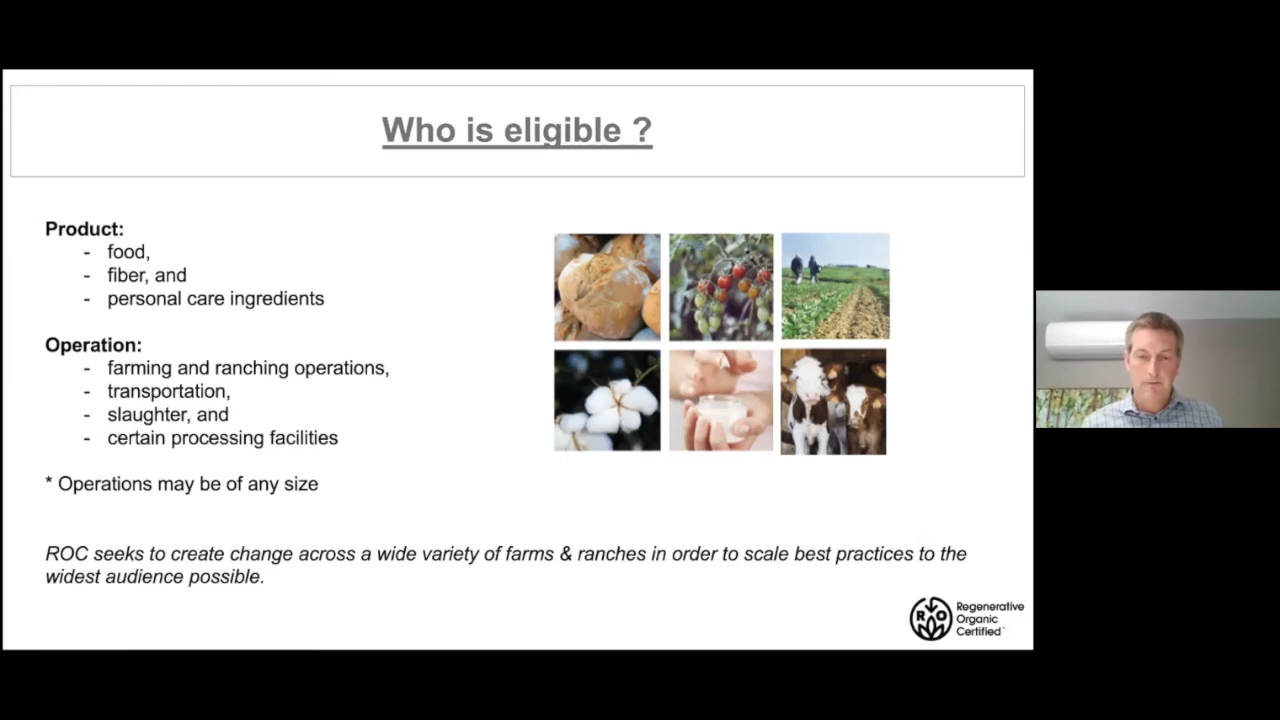 Who is eligible ?
Product:
- food,
- fiber, and
- personal care ingredients
Operation:
- farming and ranching operations,
- transportation,
- slaughter, and
- certain processing facilities
* Operations may be of any size
ROC seeks to create change across a wide variety of farms & ranches in order to scale best practices to the
widest audience possible.
R O
Regenerative
Organic
Certified